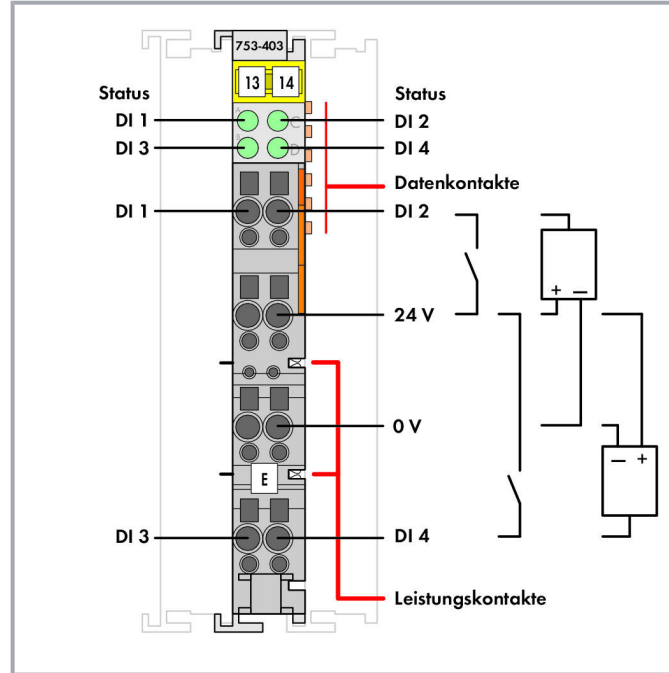 753-403
13 14
Status
Status
A
C
DI 1
DI 2
DI 3
DI 4
D
Datenkontakte
DI 1
DI 2
+ −
24 V
0 V
− +
E
DI 3
DI 4
Leistungskontakte